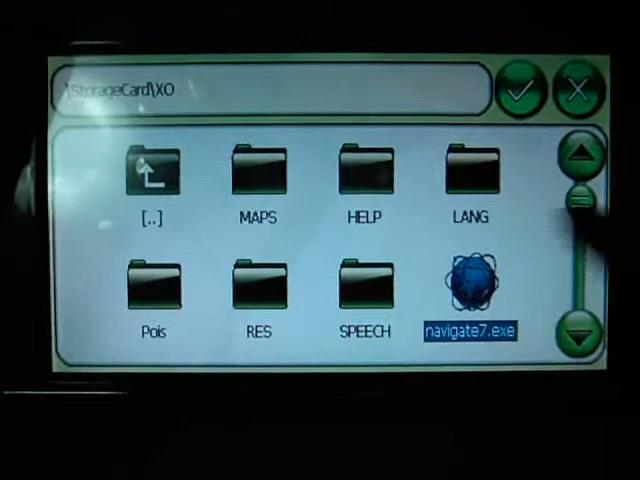 \StorageCard\XO
[..] MAPS HELP LANG
Pois RES SPEECH navigate7.exe